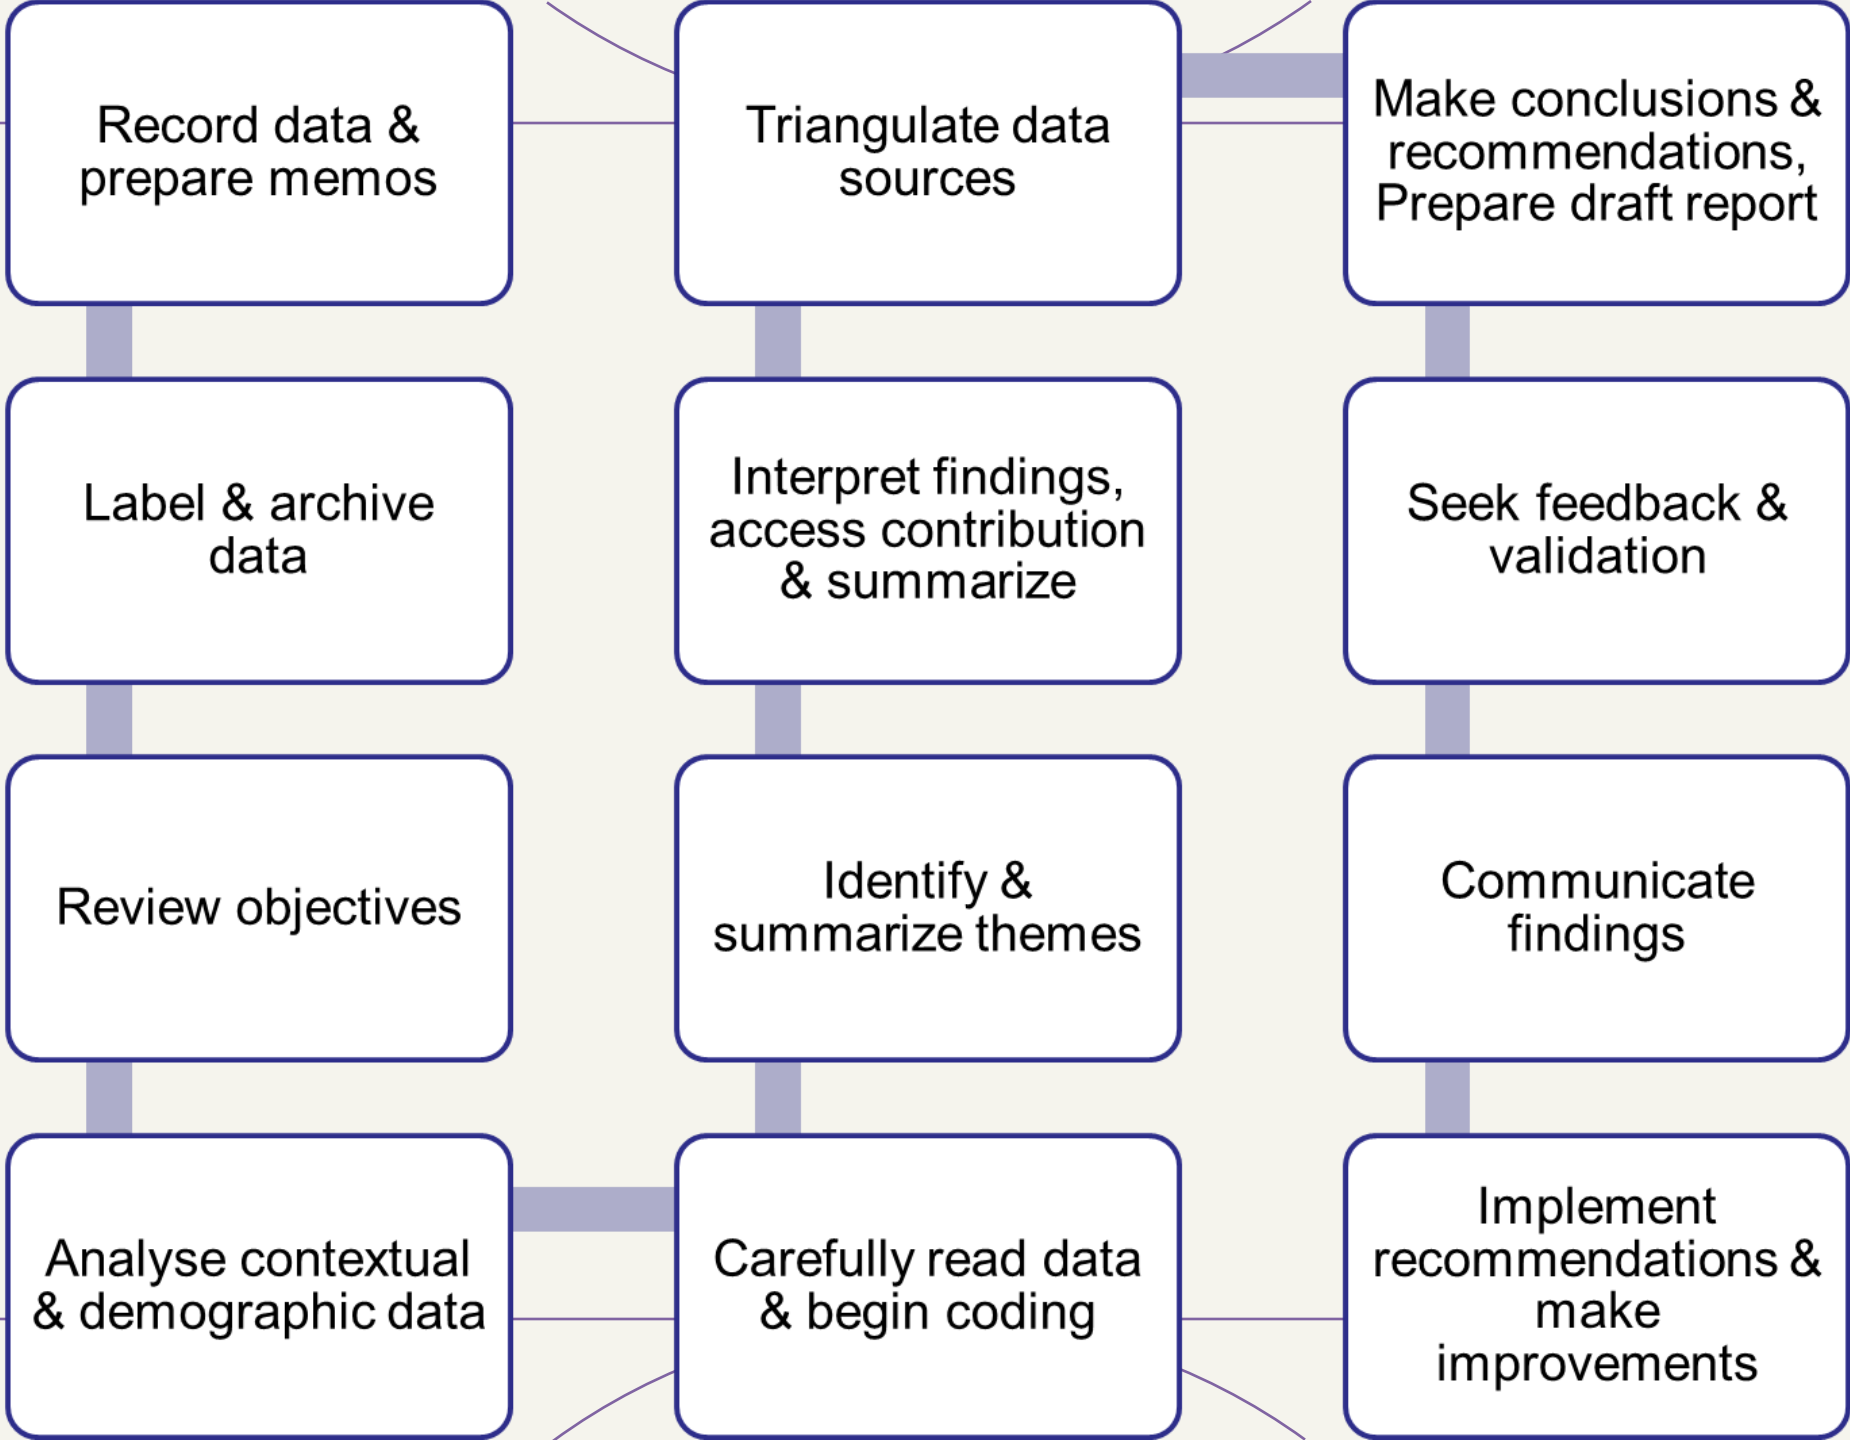 Record data &
prepare memos
Label & archive
data
Review objectives
Analyse contextual
& demographic data
Carefully read data
& begin coding
Identify &
summarize themes
Interpret findings,
access contribution
& summarize
Triangulate data
sources
Make conclusions &
recommendations,
Prepare draft report
Seek feedback &
validation
Communicate
findings
Implement
recommendations &
make
improvements